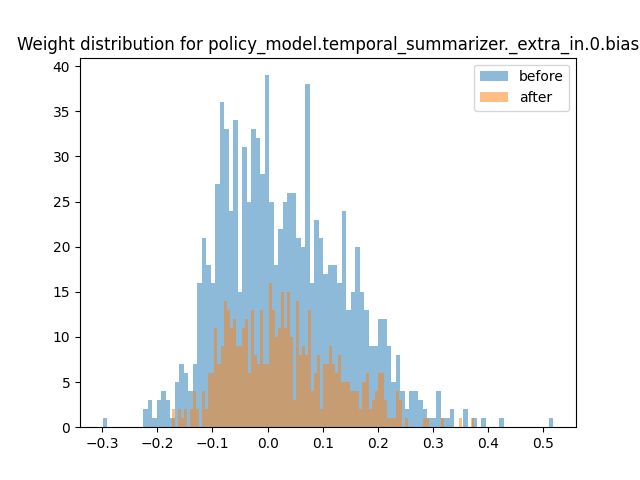 Weight distribution for policy_model.temporal_summarizer._extra_in.0.bias
before
after
40
35
30
25
20
15
10
5
0
−0.3 −0.2 −0.1 0.0 0.1 0.2 0.3 0.4 0.5